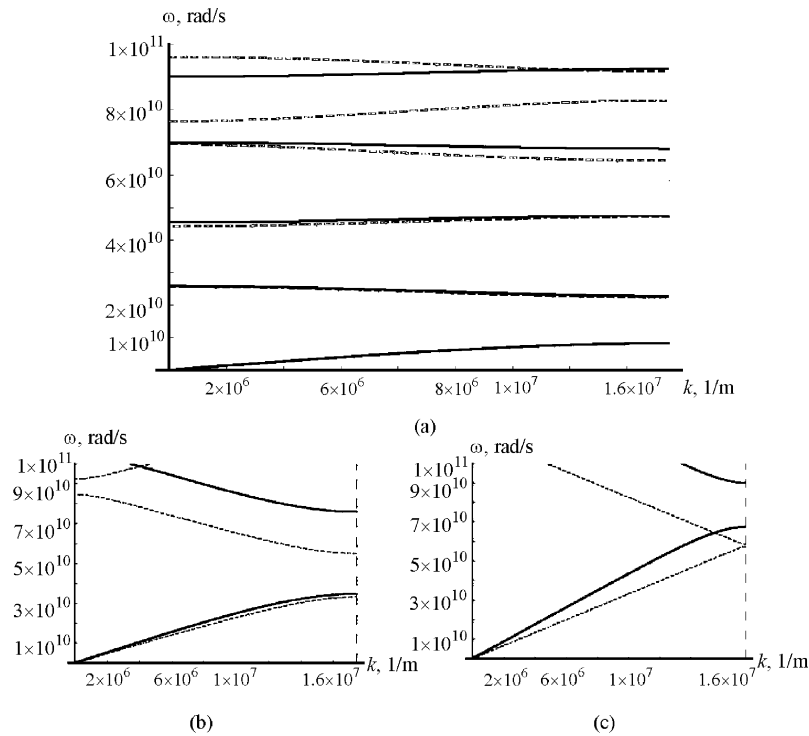 ω, rad/s
1×10¹¹
8×10¹⁰
6×10¹⁰
4×10¹⁰
2×10¹⁰
1×10¹⁰
2×10⁶ 6×10⁶ 8×10⁶ 1×10⁷ 1.6×10⁷ k, 1/m
(a)
ω, rad/s
1×10¹¹
9×10¹⁰
7×10¹⁰
5×10¹⁰
3×10¹⁰
1×10¹⁰
2×10⁶ 6×10⁶ 1×10⁷ 1.6×10⁷ k, 1/m
(b)
ω, rad/s
1×10¹¹
9×10¹⁰
7×10¹⁰
5×10¹⁰
3×10¹⁰
1×10¹⁰
2×10⁶ 6×10⁶ 1×10⁷ 1.6×10⁷ k, 1/m
(c)